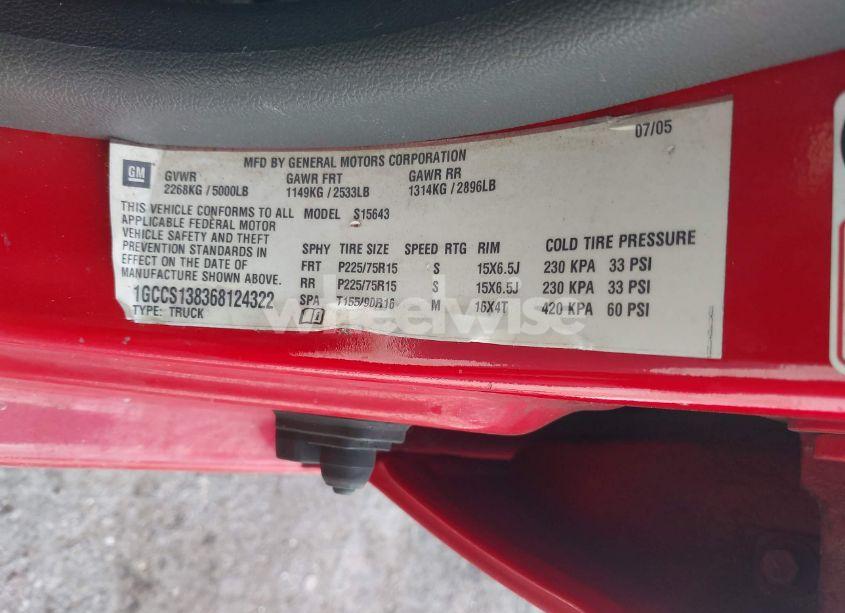 07/05
MFD BY GENERAL MOTORS CORPORATION
GM
GVWR GAWR FRT GAWR RR
2268KG / 5000LB 1149KG / 2533LB 1314KG / 2896LB
THIS VEHICLE CONFORMS TO ALL MODEL S15643
APPLICABLE FEDERAL MOTOR
VEHICLE SAFETY AND THEFT
PREVENTION STANDARDS IN SPHY TIRE SIZE SPEED RTG RIM COLD TIRE PRESSURE
EFFECT ON THE DATE OF FRT P225/75R15 S 15X6.5J 230 KPA 33 PSI
MANUFACTURE SHOWN ABOVE. RR P225/75R15 S 15X6.5J 230 KPA 33 PSI
1GCCS138368124322 SPA T155/90R16 M 16X4T 420 KPA 60 PSI
TYPE: TRUCK
wheelwise